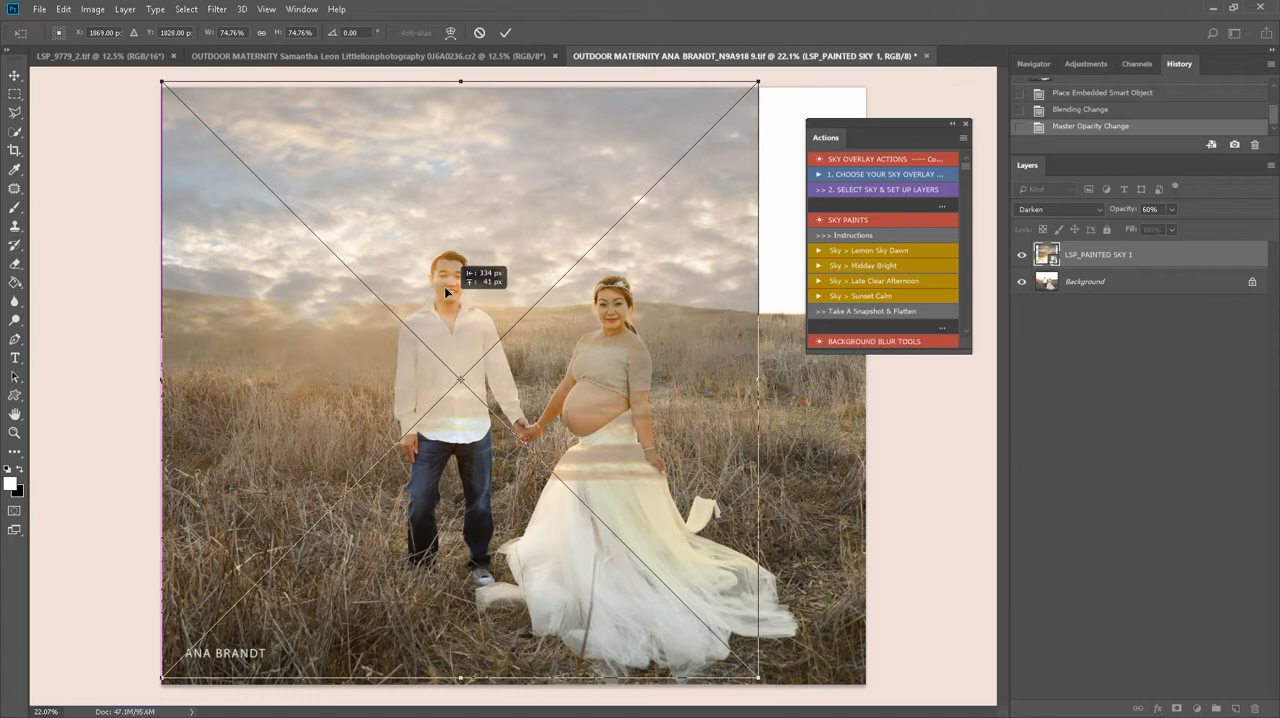 Ps File Edit Image Layer Type Select Filter 3D View Window Help
X: 1869.00 p: Y: 1828.00 p: W: 74.76% H: 74.76% 0.00 ° Anti-alias
LSP_9779_2.tif @ 12.5% (RGB/16*) × OUTDOOR MATERNITY Samantha Leon Littlelionphotography 0J6A0236.cr2 @ 12.5% (RGB/8*) × OUTDOOR MATERNITY ANA BRANDT_N9A918 9.tif @ 22.1% (LSP_PAINTED SKY 1, RGB/8) * ×
Navigator Adjustments Channels History
Place Embedded Smart Object
Blending Change
Master Opacity Change
Actions
SKY OVERLAY ACTIONS ----- Co...
1. CHOOSE YOUR SKY OVERLAY ...
>> 2. SELECT SKY & SET UP LAYERS
...
SKY PAINTS
>>> Instructions
Sky > Lemon Sky Dawn
Sky > Midday Bright
Sky > Late Clear Afternoon
Sky > Sunset Calm
>> Take A Snapshot & Flatten
...
BACKGROUND BLUR TOOLS
Layers
Kind
Darken Opacity: 60%
Lock: Fill: 100%
LSP_PAINTED SKY 1
Background
334 px
41 px
ANA BRANDT
22.07% Doc: 47.1M/95.6M